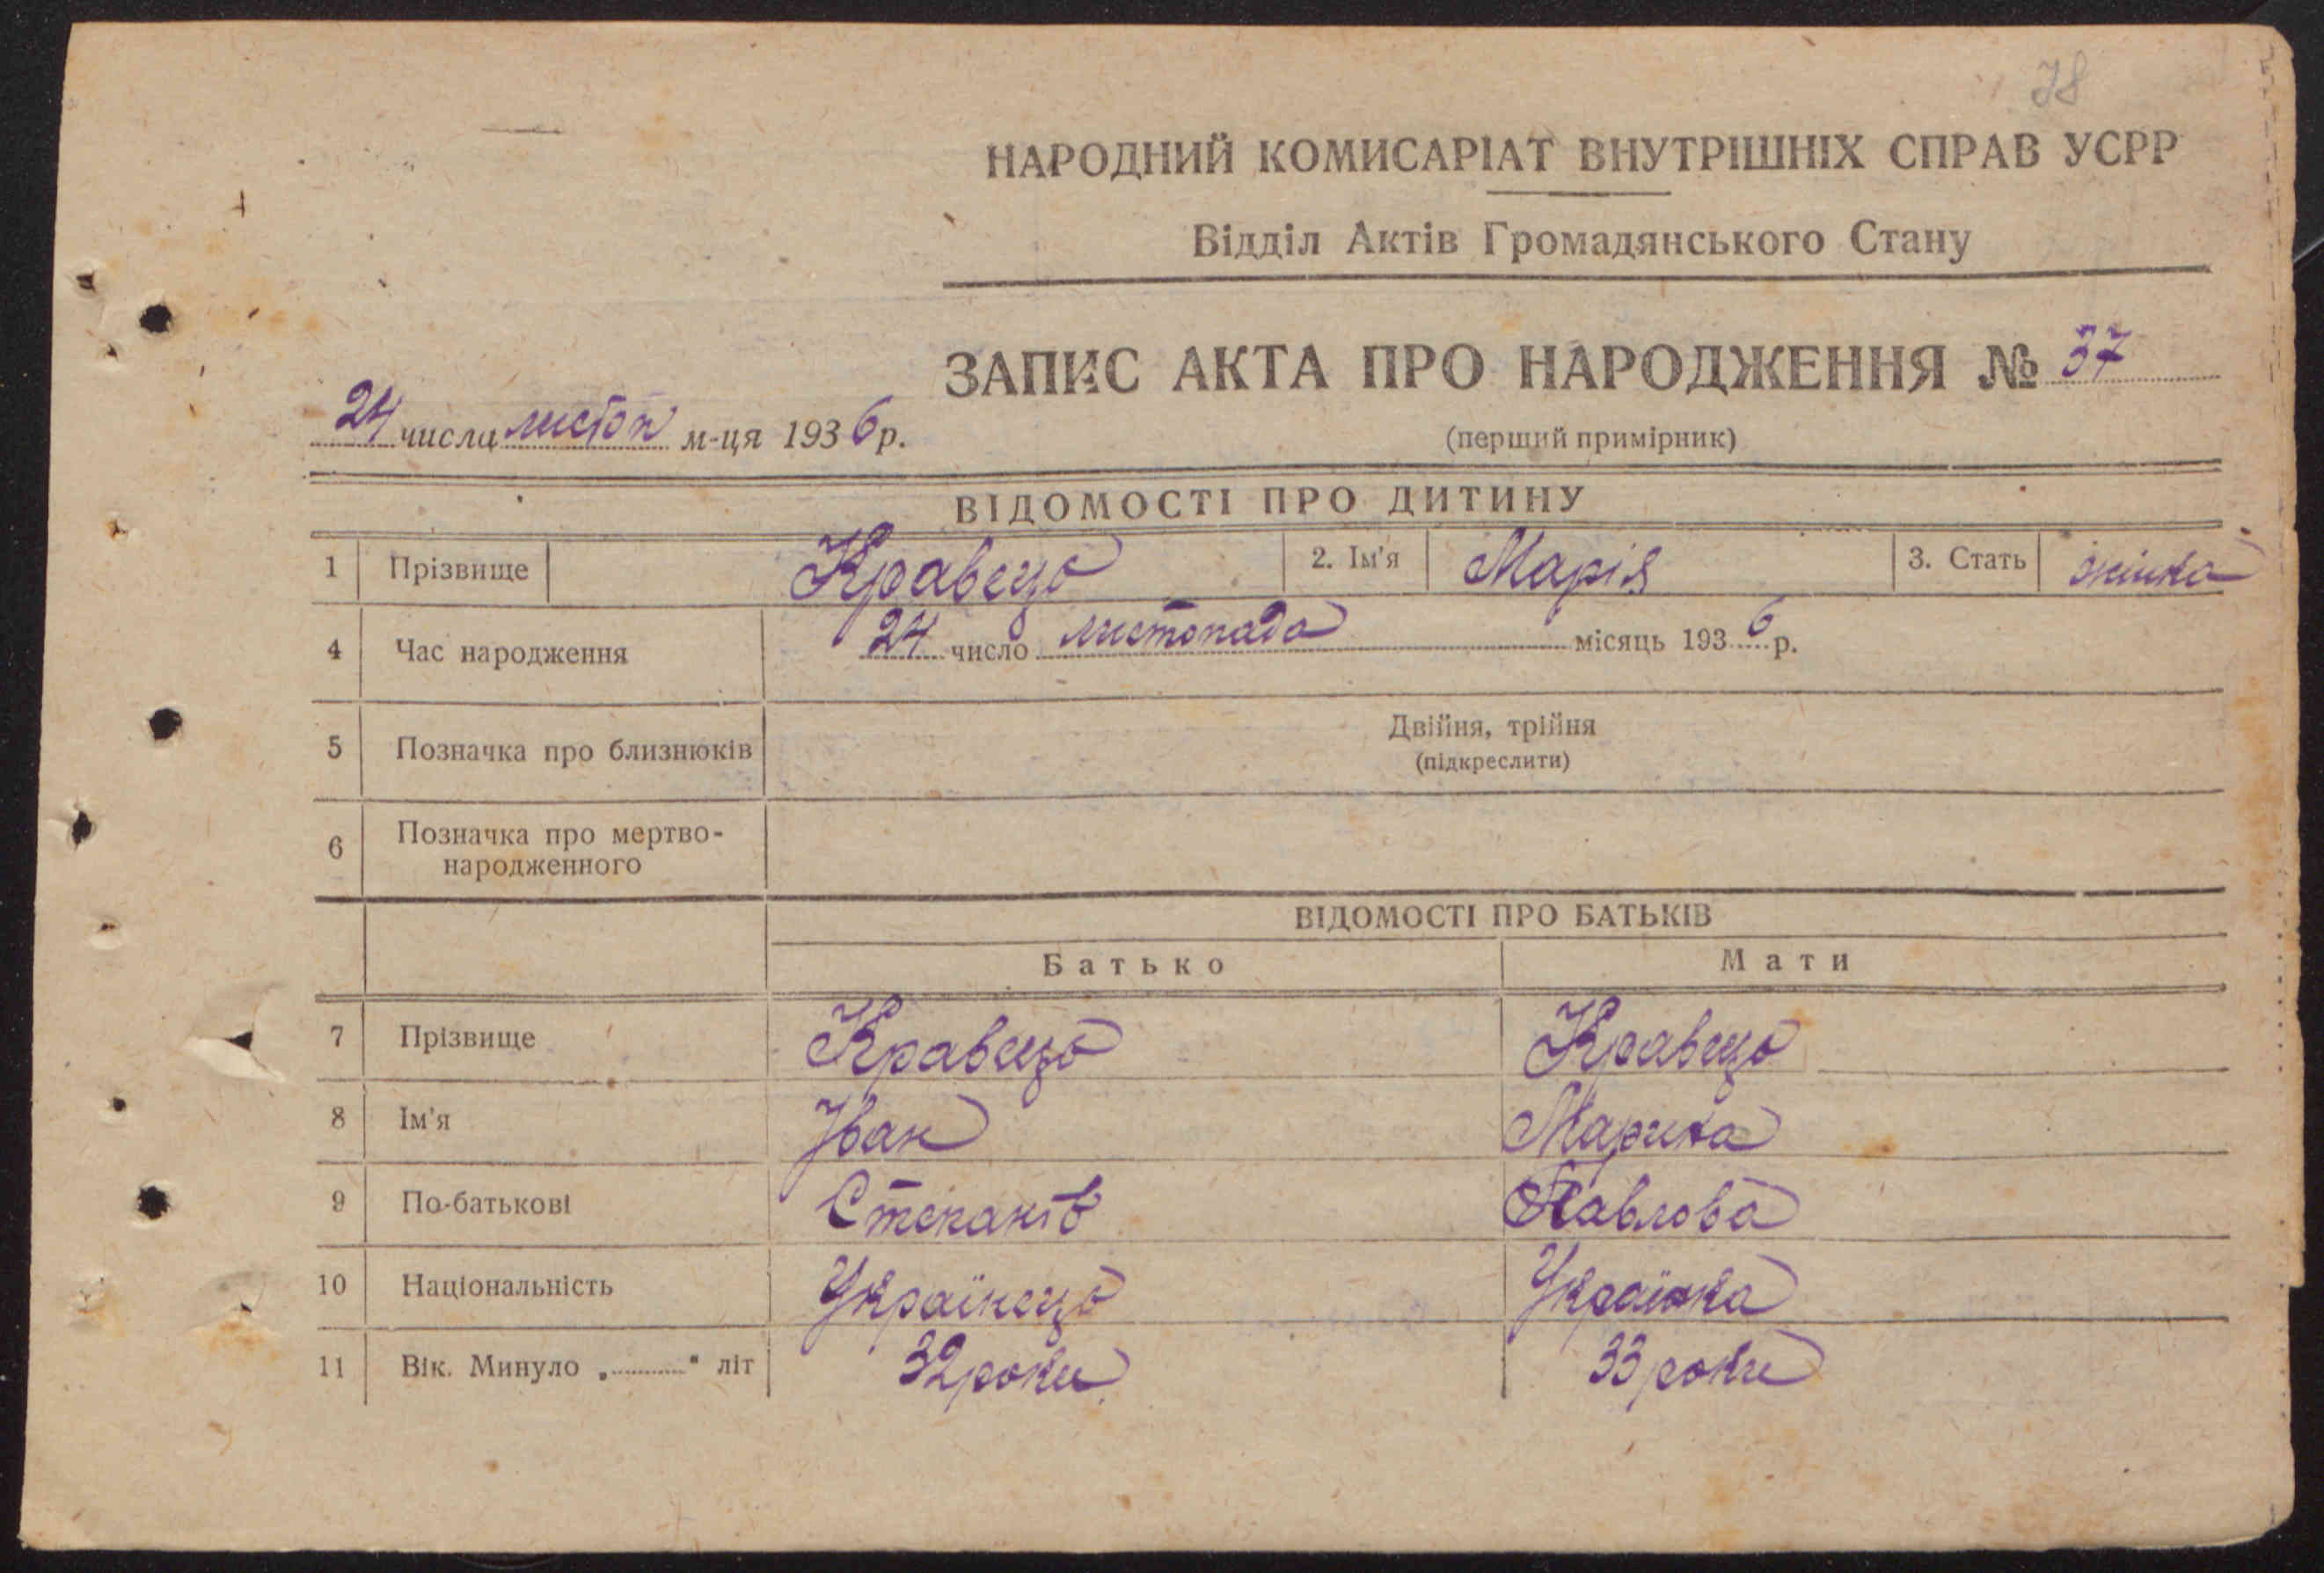 78
НАРОДНИЙ КОМИСАРІАТ ВНУТРІШНІХ СПРАВ УСРР
Відділ Актів Громадянського Стану
ЗАПИС АКТА ПРО НАРОДЖЕННЯ № 37
24 числа листоп м-ця 1936 р.
(перший примірник)
ВІДОМОСТІ ПРО ДИТИНУ
1 Прізвище Кравець 2. Ім'я Марія 3. Стать жінка
4 Час народження 24 число листопада місяць 1936 р.
Двійня, трійня
5 Позначка про близнюків
(підкреслити)
6 Позначка про мертво-
народженного
ВІДОМОСТІ ПРО БАТЬКІВ
Батько Мати
7 Прізвище Кравець Кравець
8 Ім'я Іван Марина
9 По-батькові Степанів Павлова
10 Національність Українець Українка
11 Вік. Минуло „..........“ літ 32 роки 33 роки